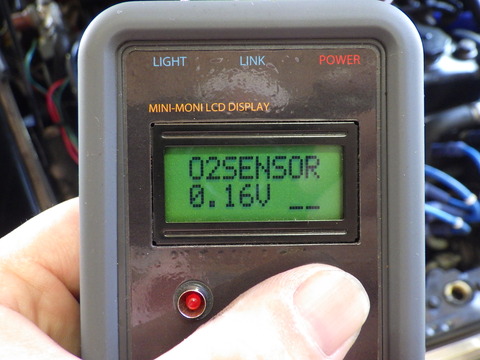 LIGHT LINK POWER
MINI-MONI LCD DISPLAY
O2SENSOR
0.16V